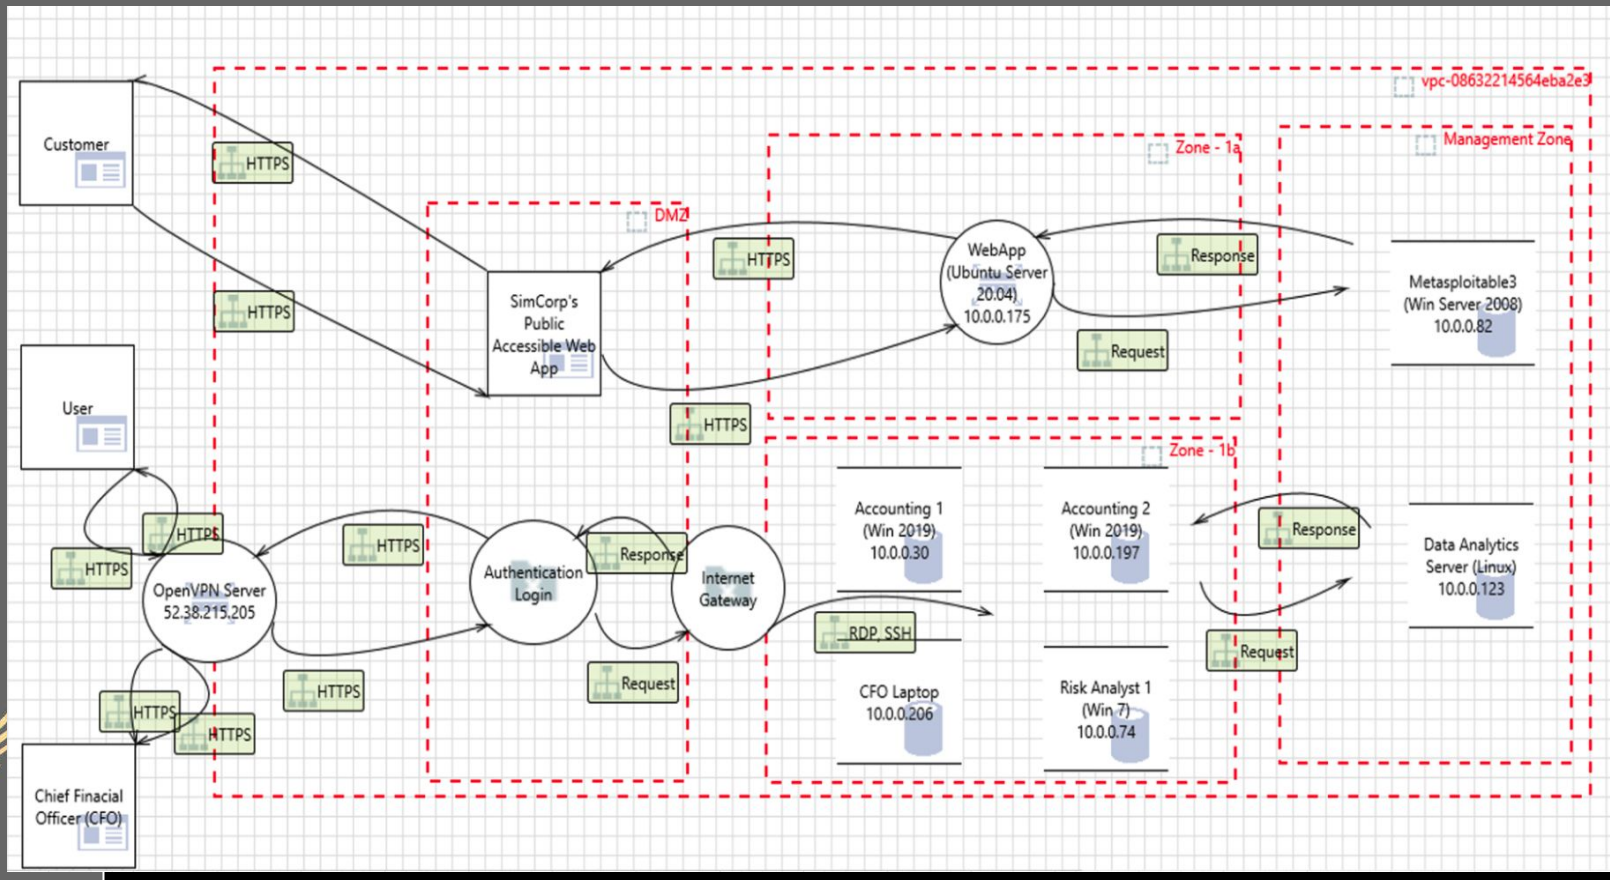 vpc-08632214564eba2e3
Customer
HTTPS
HTTPS
DMZ
SimCorp's
Public
Accessible Web
App
HTTPS
HTTPS
Zone - 1a
WebApp
(Ubuntu Server
20.04)
10.0.0.175
Response
Request
Management Zone
Metasploitable3
(Win Server 2008)
10.0.0.82
User
HTTPS
HTTPS
OpenVPN Server
52.38.215.205
HTTPS
HTTPS
Authentication
Login
Response
Request
Internet
Gateway
RDP, SSH
Zone - 1b
Accounting 1
(Win 2019)
10.0.0.30
Accounting 2
(Win 2019)
10.0.0.197
CFO Laptop
10.0.0.206
Risk Analyst 1
(Win 7)
10.0.0.74
Response
Request
Data Analytics
Server (Linux)
10.0.0.123
HTTPS
HTTPS
Chief Finacial
Officer (CFO)